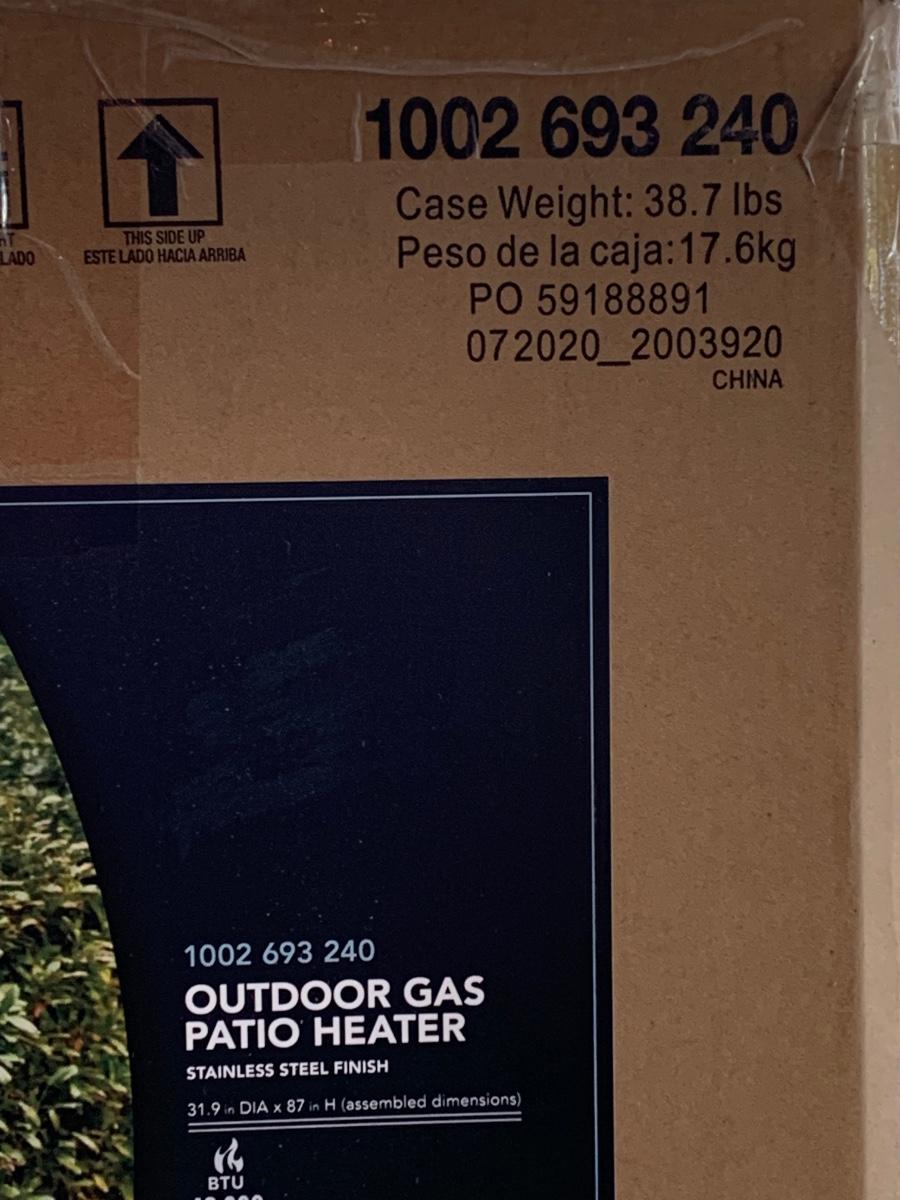 1002 693 240
Case Weight: 38.7 lbs
Peso de la caja:17.6kg
PO 59188891
072020_2003920
CHINA
THIS SIDE UP
ESTE LADO HACIA ARRIBA
LADO
1002 693 240
OUTDOOR GAS
PATIO HEATER
STAINLESS STEEL FINISH
31.9 in DIA x 87 in H (assembled dimensions)
BTU